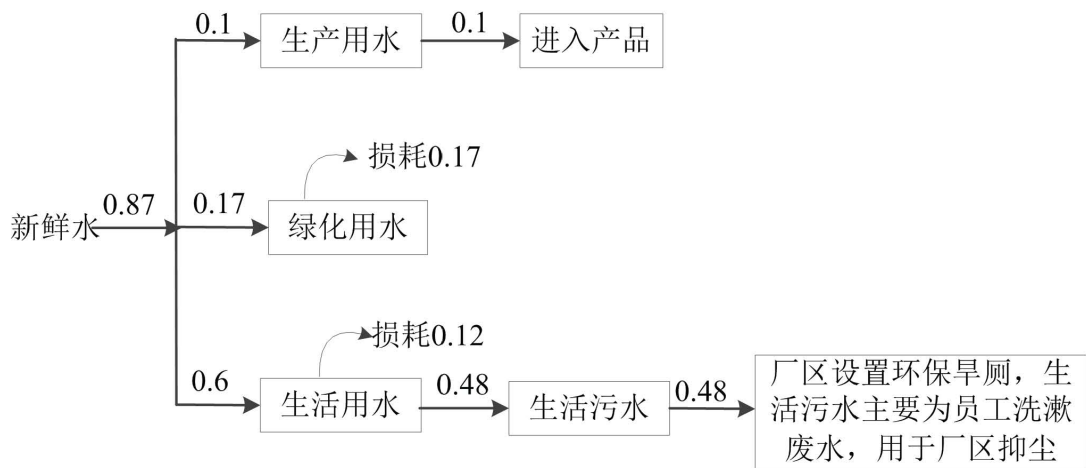 0.1
生产用水
0.1
进入产品
损耗0.17
新鲜水
0.87
0.17
绿化用水
损耗0.12
0.6
生活用水
0.48
生活污水
0.48
厂区设置环保旱厕，生
活污水主要为员工洗漱
废水，用于厂区抑尘